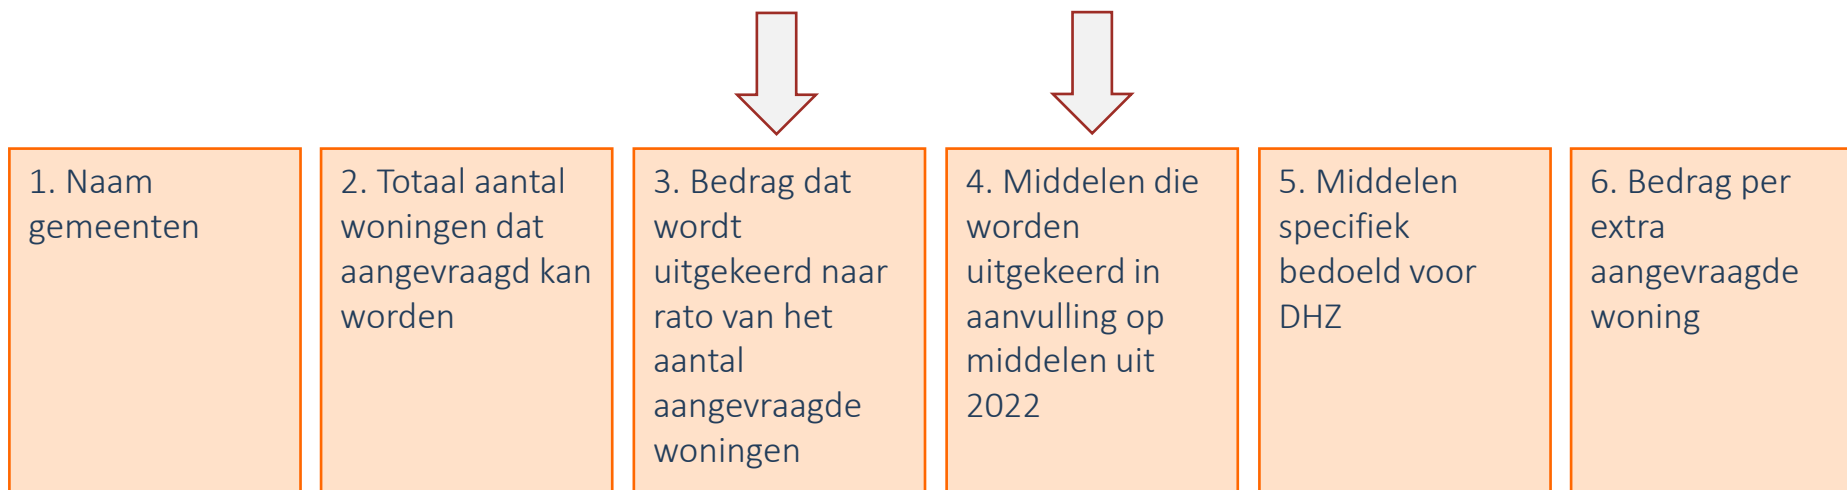 1. Naam
gemeenten
2. Totaal aantal
woningen dat
aangevraagd kan
worden
3. Bedrag dat
wordt
uitgekeerd naar
rato van het
aantal
aangevraagde
woningen
4. Middelen die
worden
uitgekeerd in
aanvulling op
middelen uit
2022
5. Middelen
specifiek
bedoeld voor
DHZ
6. Bedrag per
extra
aangevraagde
woning